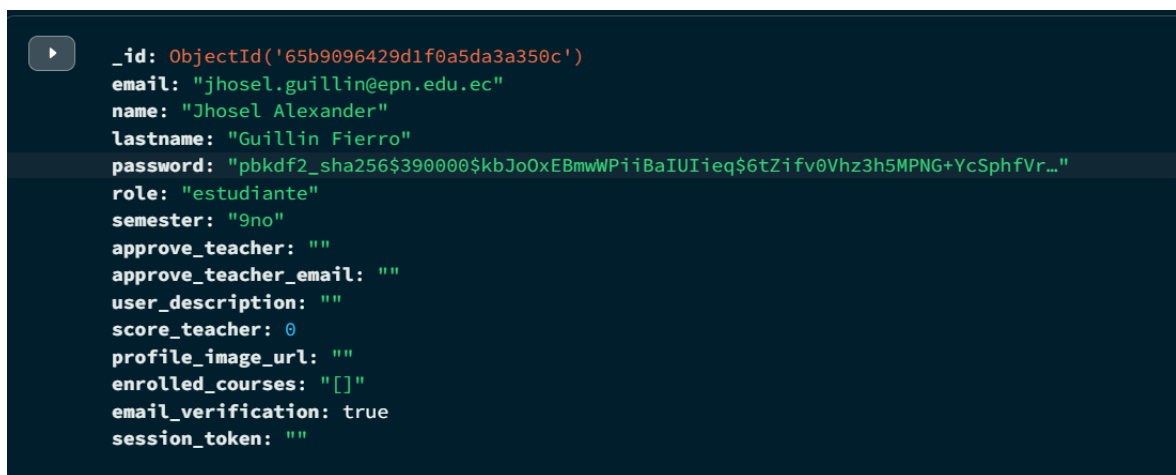 _id: ObjectId('65b9096429d1f0a5da3a350c')
email: "jhosel.guillin@epn.edu.ec"
name: "Jhosel Alexander"
lastname: "Guillin Fierro"
password: "pbkdf2_sha256$390000$kbJoOxEBmwWPiiBaIUIieq$6tZifv0Vhz3h5MPNG+YcSphfVr…"
role: "estudiante"
semester: "9no"
approve_teacher: ""
approve_teacher_email: ""
user_description: ""
score_teacher: 0
profile_image_url: ""
enrolled_courses: "[]"
email_verification: true
session_token: ""